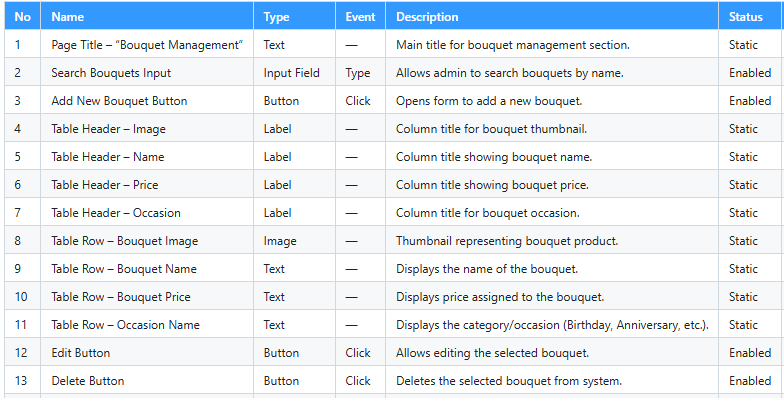 No Name Type Event Description Status
1 Page Title – “Bouquet Management” Text — Main title for bouquet management section. Static
2 Search Bouquets Input Input Field Type Allows admin to search bouquets by name. Enabled
3 Add New Bouquet Button Button Click Opens form to add a new bouquet. Enabled
4 Table Header – Image Label — Column title for bouquet thumbnail. Static
5 Table Header – Name Label — Column title showing bouquet name. Static
6 Table Header – Price Label — Column title showing bouquet price. Static
7 Table Header – Occasion Label — Column title for bouquet occasion. Static
8 Table Row – Bouquet Image Image — Thumbnail representing bouquet product. Static
9 Table Row – Bouquet Name Text — Displays the name of the bouquet. Static
10 Table Row – Bouquet Price Text — Displays price assigned to the bouquet. Static
11 Table Row – Occasion Name Text — Displays the category/occasion (Birthday, Anniversary, etc.). Static
12 Edit Button Button Click Allows editing the selected bouquet. Enabled
13 Delete Button Button Click Deletes the selected bouquet from system. Enabled